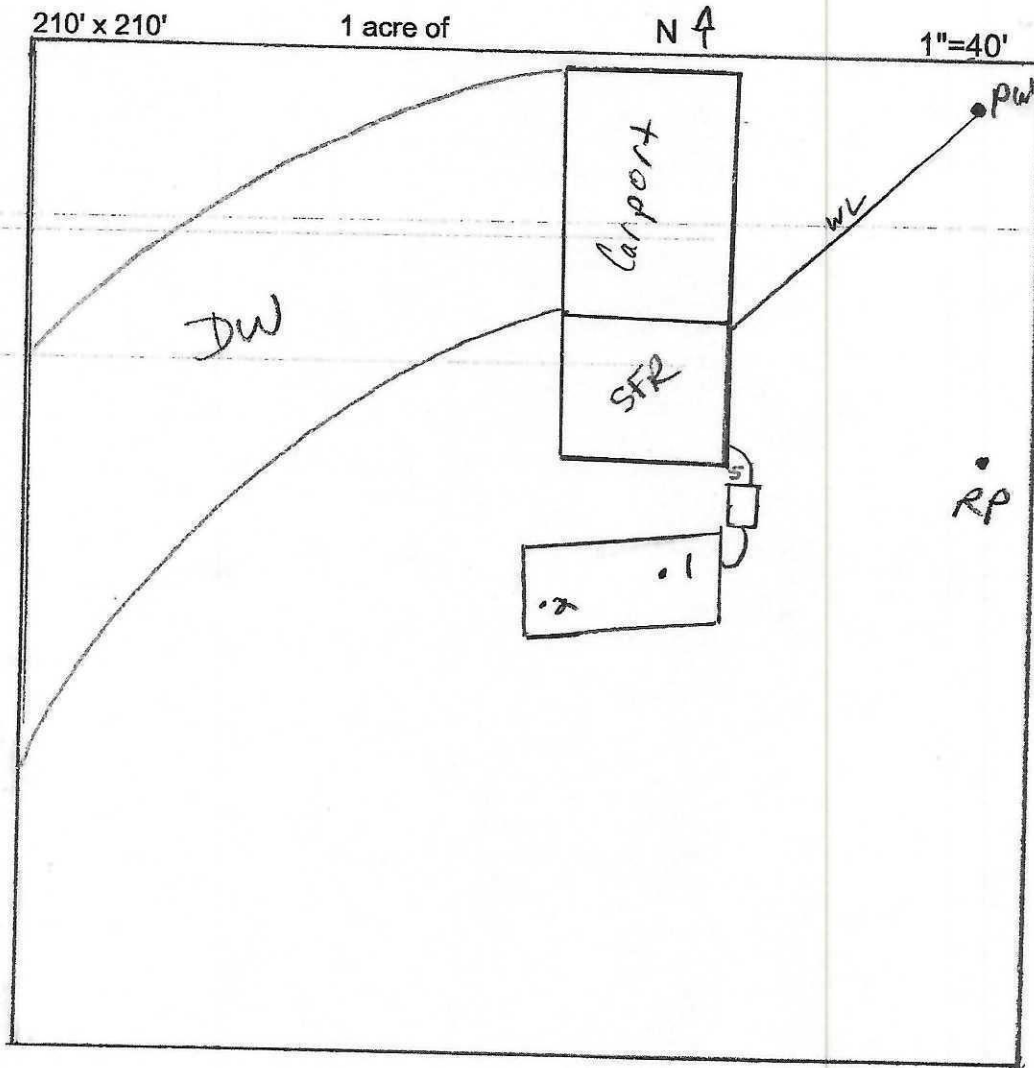 210' x 210' 1 acre of N 1"=40'
PW
Carport
WL
DW
SFR
S
RP
.1
.2